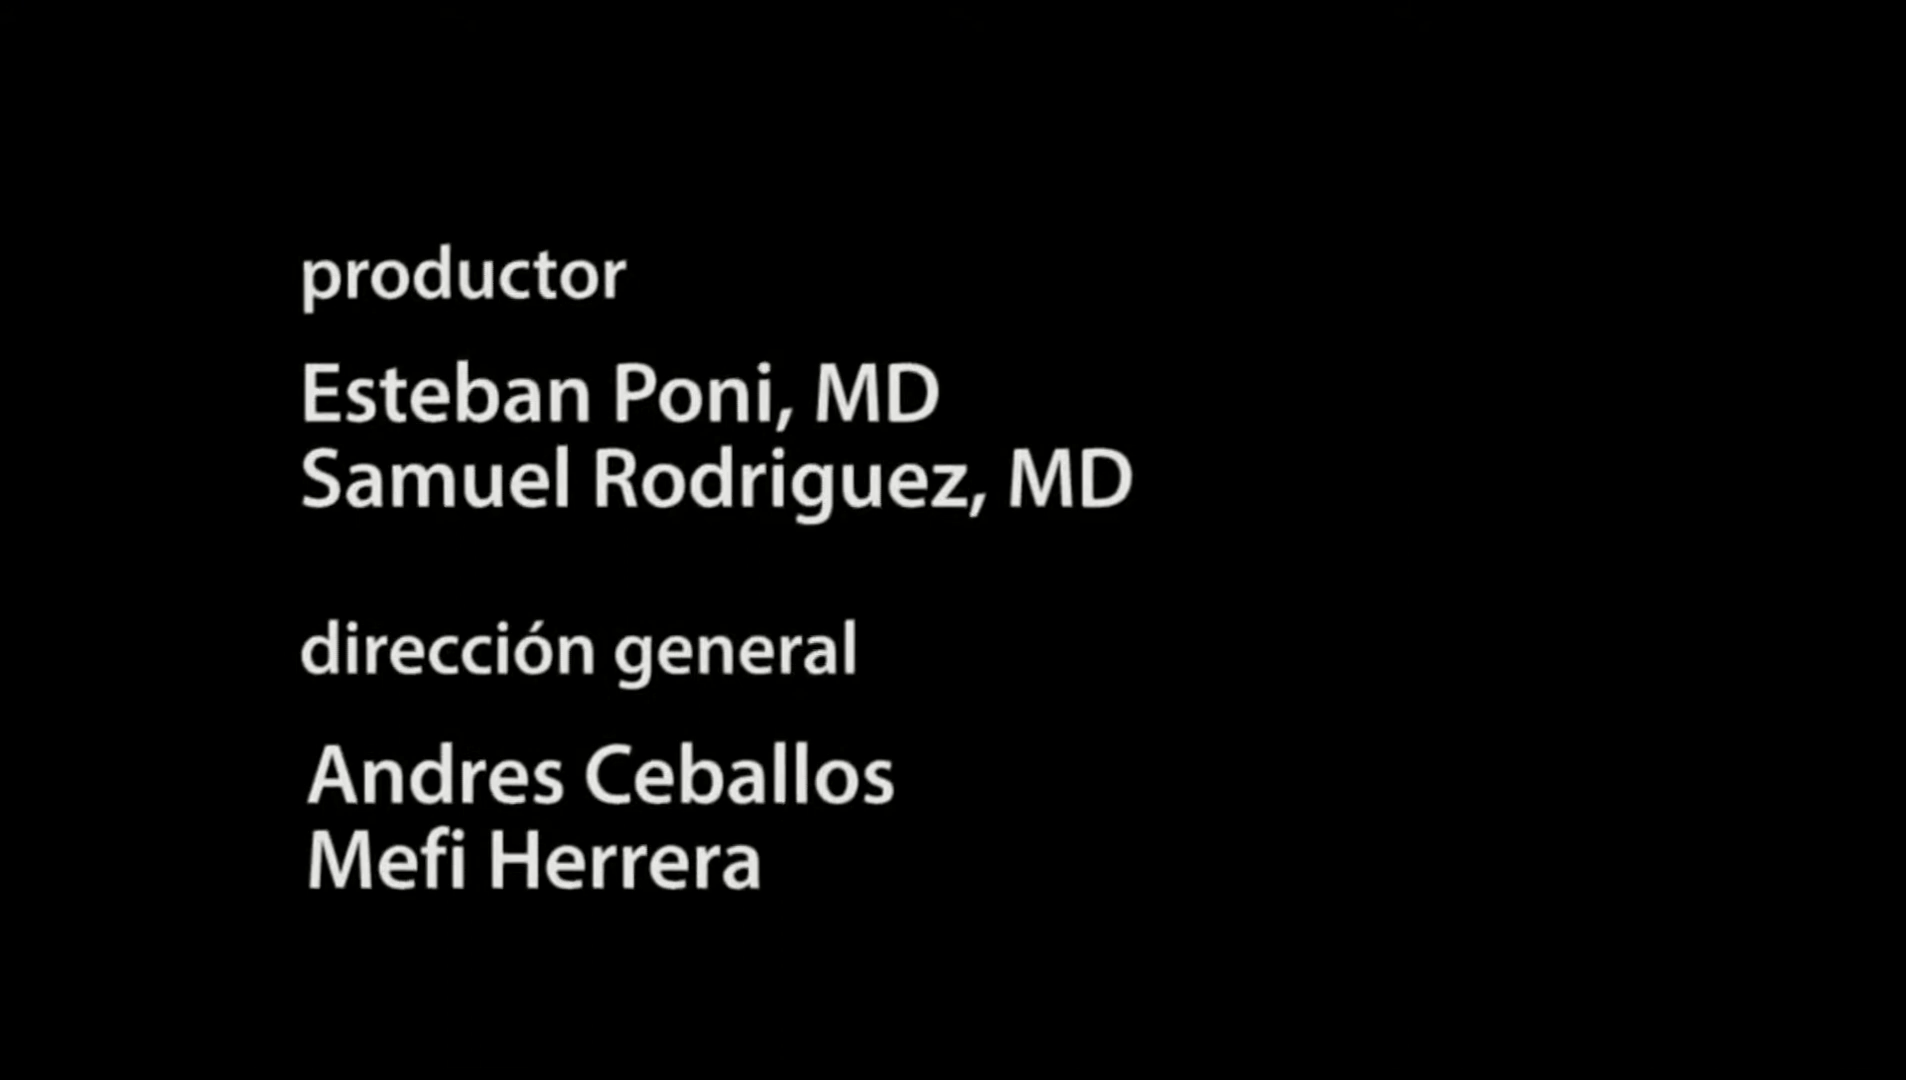 productor
Esteban Poni, MD
Samuel Rodriguez, MD
dirección general
Andres Ceballos
Mefi Herrera